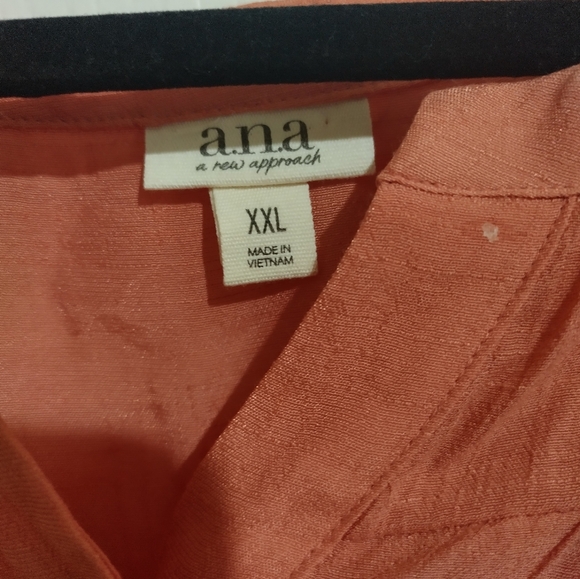 a.n.a
a new approach
XXL
MADE IN
VIETNAM